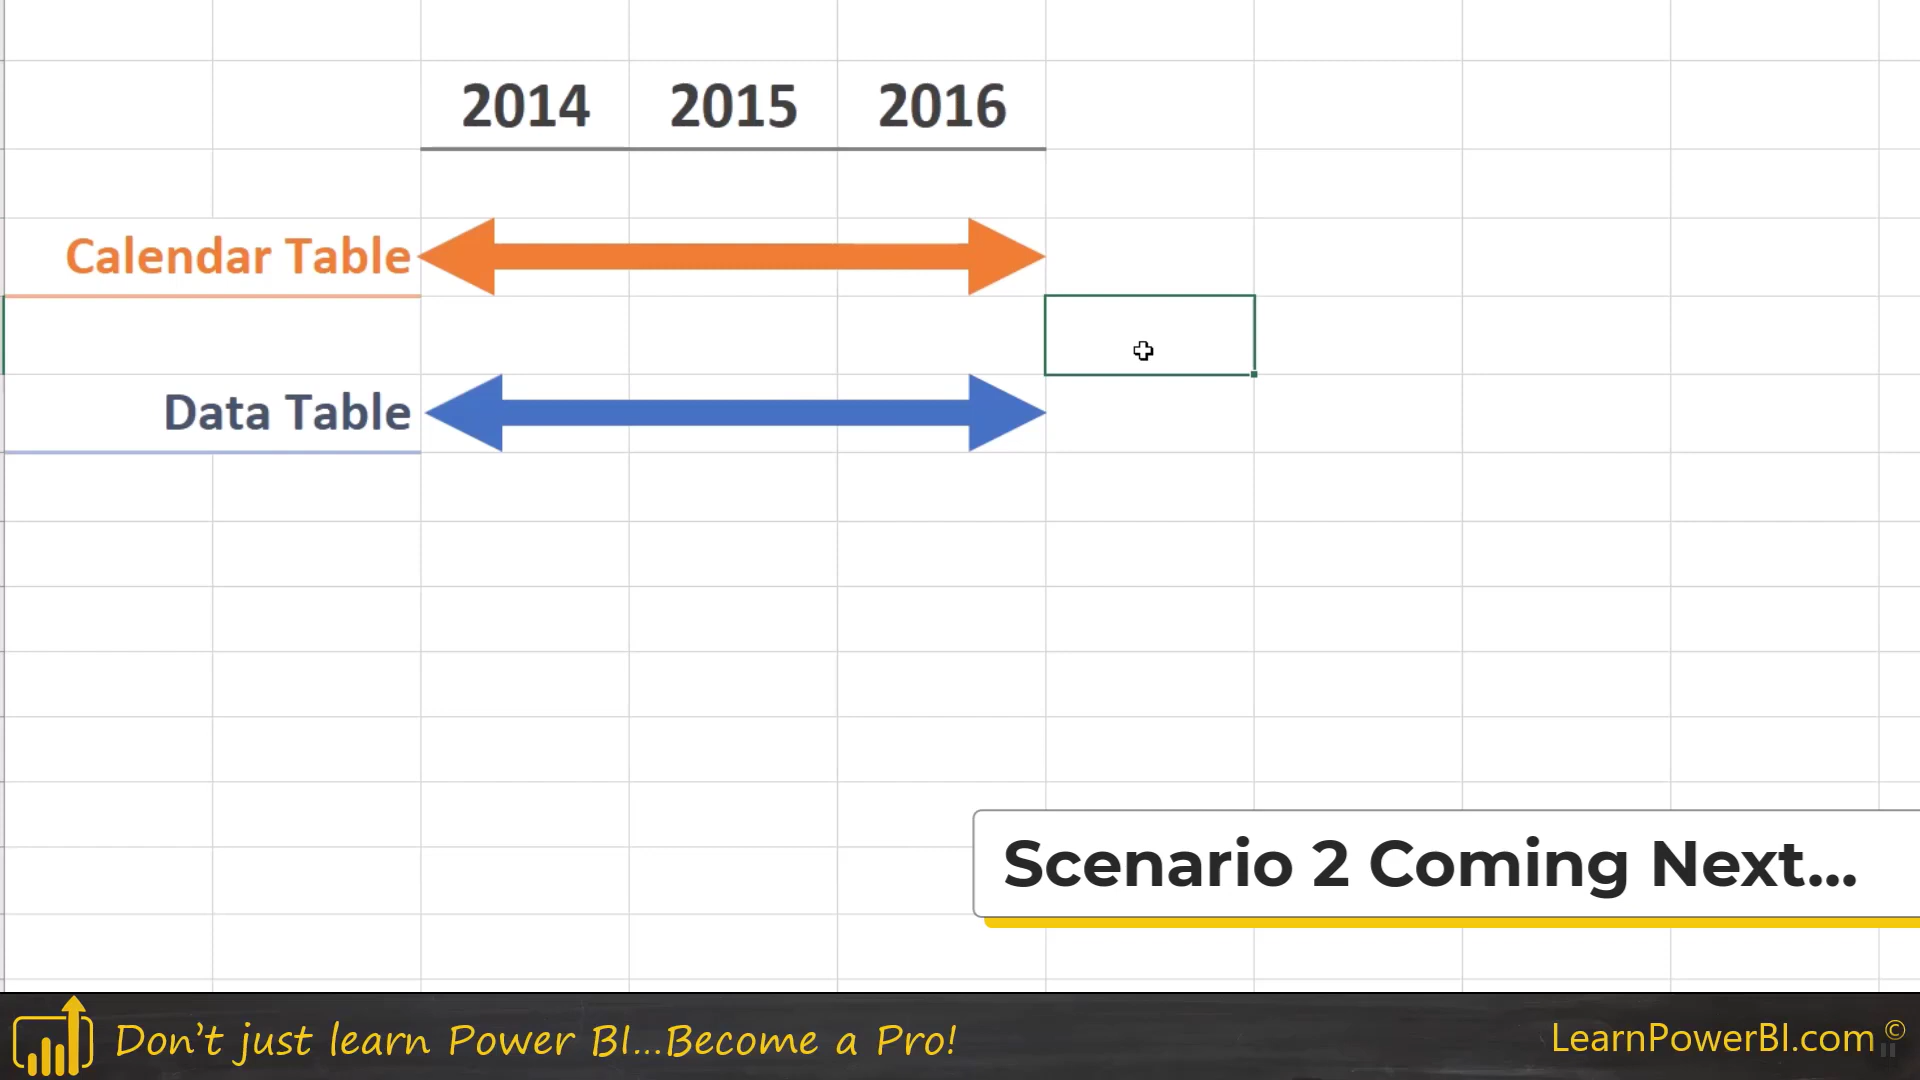 2014 2015 2016
Calendar Table
Data Table
Scenario 2 Coming Next...
Don't just learn Power BI...Become a Pro!
LearnPowerBI.com ©